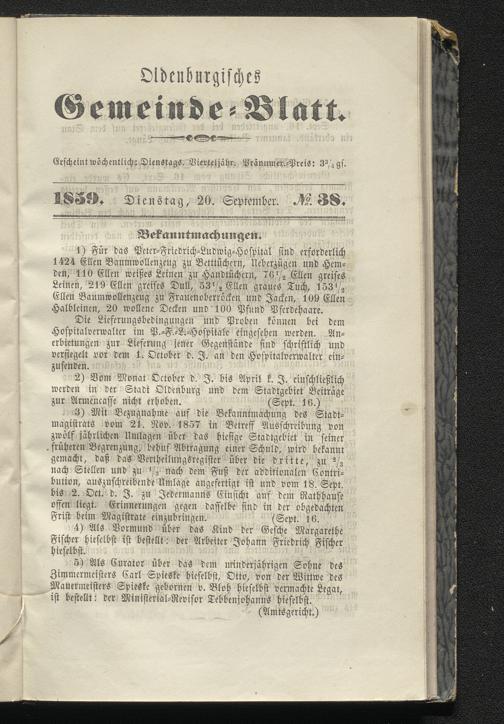 Oldenburgisches
Gemeinde-Blatt.
Erscheint wöchentlich: Dienstags. Vierteljähr. Pränumer.-Preis: 3¾ gs.
1859. Dienstag, 20. September. № 38.
Bekanntmachungen.
1) Für das Peter-Friedrich-Ludwig-Hospital sind erforderlich
1424 Ellen Baumwollenzeug zu Bettüchern, Ueberzügen und Hem-
den, 110 Ellen weißes Leinen zu Handtüchern, 76½ Ellen greises
Leinen, 219 Ellen greises Dull, 53½ Ellen graues Tuch, 153½
Ellen Baumwollenzeug zu Frauenoberröcken und Jacken, 109 Ellen
Halbleinen, 20 wollene Decken und 100 Pfund Pferdehaare.
Die Lieferungsbedingungen und Proben können bei dem
Hospitalverwalter im P.-F.-L.-Hospitale eingesehen werden. An-
erbietungen zur Lieferung jener Gegenstände sind schriftlich und
versiegelt vor dem 1. October d. J. an den Hospitalverwalter ein-
zusenden.
2) Vom Monat October d. J. bis April k. J. einschließlich
werden in der Stadt Oldenburg und dem Stadtgebiet Beiträge
zur Armencasse nicht erhoben. (Sept. 16.)
3) Mit Bezugnahme auf die Bekanntmachung des Stadt-
magistrats vom 21. Nov. 1857 in Betreff Ausschreibung von
zwölf jährlichen Umlagen über das hiesige Stadtgebiet in seiner
früheren Begrenzung, behuf Abtragung einer Schuld, wird bekannt
gemacht, daß das Vertheilungsregister über die dritte, zu ⅔
nach Stellen und zu ⅓ nach dem Fuß der additionalen Contri-
bution, auszuschreibende Umlage angefertigt ist und vom 18. Sept.
bis 2. Oct. d. J. zu Jedermanns Einsicht auf dem Rathhause
offen liegt. Erinnerungen gegen dasselbe sind in der obgedachten
Frist beim Magistrate einzubringen. (Sept. 16.
4) Als Vormund über das Kind der Gesche Margarethe
Fischer hieselbst ist bestellt: der Arbeiter Johann Friedrich Fischer
hieselbst.
5) Als Curator über das dem minderjährigen Sohne des
Zimmermeisters Carl Spieske hieselbst, Otto, von der Wittwe des
Mauermeisters Spieske gebornen v. Bloh hieselbst vermachte Legat,
ist bestellt: der Ministerial-Revisor Tebbenjohanns hieselbst.
(Amtsgericht.)